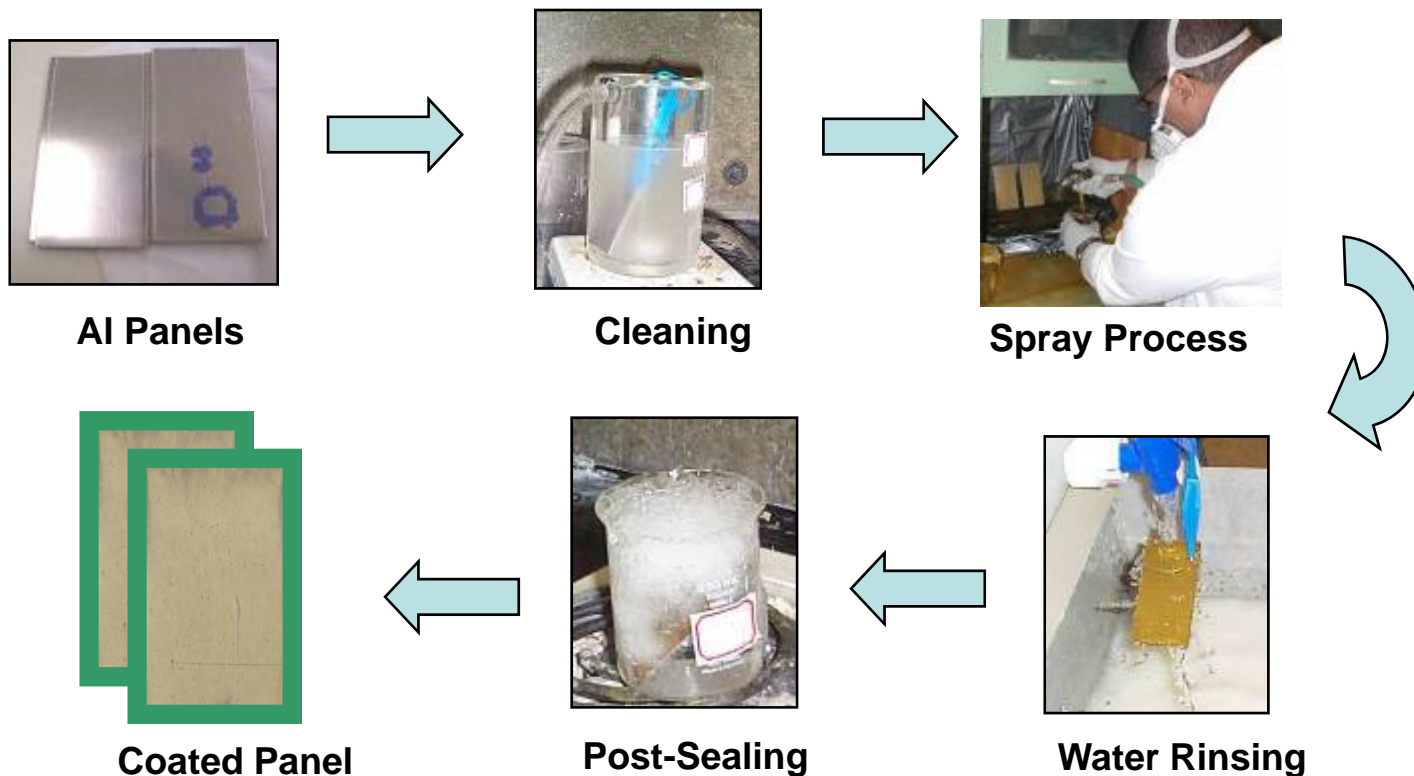 Al Panels
Cleaning
Spray Process
Water Rinsing
Post-Sealing
Coated Panel